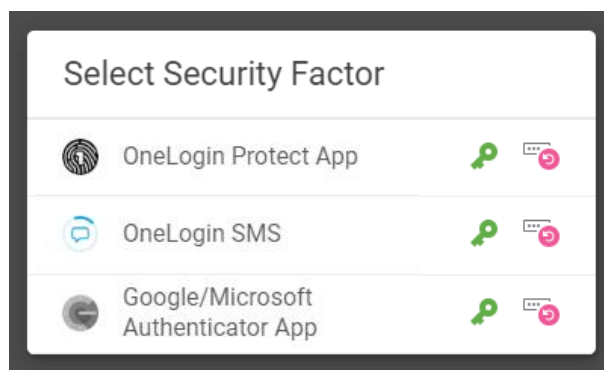 Select Security Factor
OneLogin Protect App
OneLogin SMS
Google/Microsoft
Authenticator App